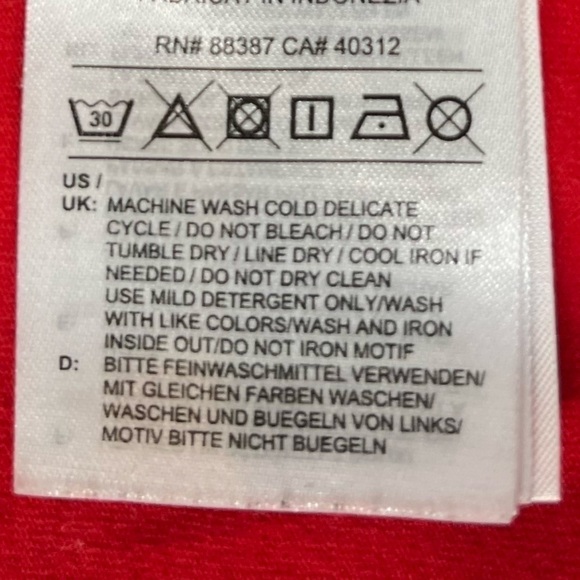 FABRICAT IN INDONEZIA
RN# 88387 CA# 40312
30
US /
UK: MACHINE WASH COLD DELICATE
CYCLE / DO NOT BLEACH / DO NOT
TUMBLE DRY / LINE DRY / COOL IRON IF
NEEDED / DO NOT DRY CLEAN
USE MILD DETERGENT ONLY/WASH
WITH LIKE COLORS/WASH AND IRON
INSIDE OUT/DO NOT IRON MOTIF
D: BITTE FEINWASCHMITTEL VERWENDEN/
MIT GLEICHEN FARBEN WASCHEN/
WASCHEN UND BUEGELN VON LINKS/
MOTIV BITTE NICHT BUEGELN